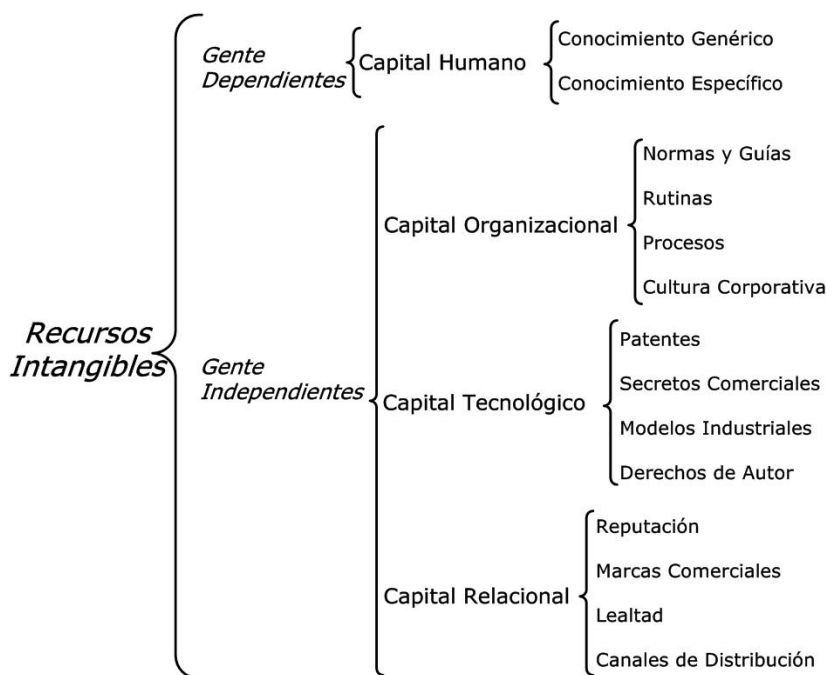 Recursos
Intangibles
Gente
Dependientes
Capital Humano
Conocimiento Genérico
Conocimiento Específico
Gente
Independientes
Capital Organizacional
Normas y Guías
Rutinas
Procesos
Cultura Corporativa
Capital Tecnológico
Patentes
Secretos Comerciales
Modelos Industriales
Derechos de Autor
Capital Relacional
Reputación
Marcas Comerciales
Lealtad
Canales de Distribución